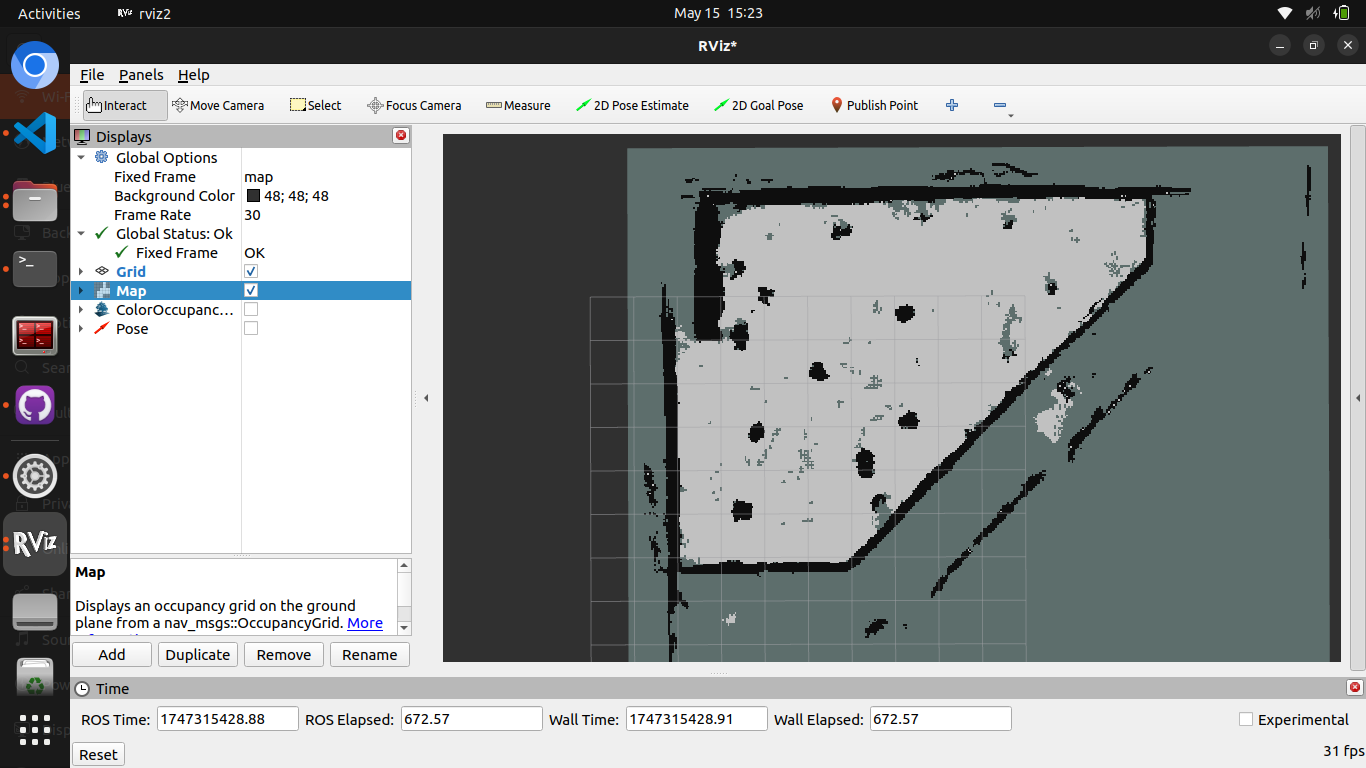 Activities RViz rviz2 May 15 15:23
RViz*
File Panels Help
Interact Move Camera Select Focus Camera Measure 2D Pose Estimate 2D Goal Pose Publish Point
Displays
Global Options
Fixed Frame map
Background Color 48; 48; 48
Frame Rate 30
Global Status: Ok
Fixed Frame OK
Grid
Map
ColorOccupanc...
Pose
RViz
Map
Displays an occupancy grid on the ground
plane from a nav_msgs::OccupancyGrid. More
Add Duplicate Remove Rename
Time
ROS Time: 1747315428.88 ROS Elapsed: 672.57 Wall Time: 1747315428.91 Wall Elapsed: 672.57 Experimental
Reset 31 fps